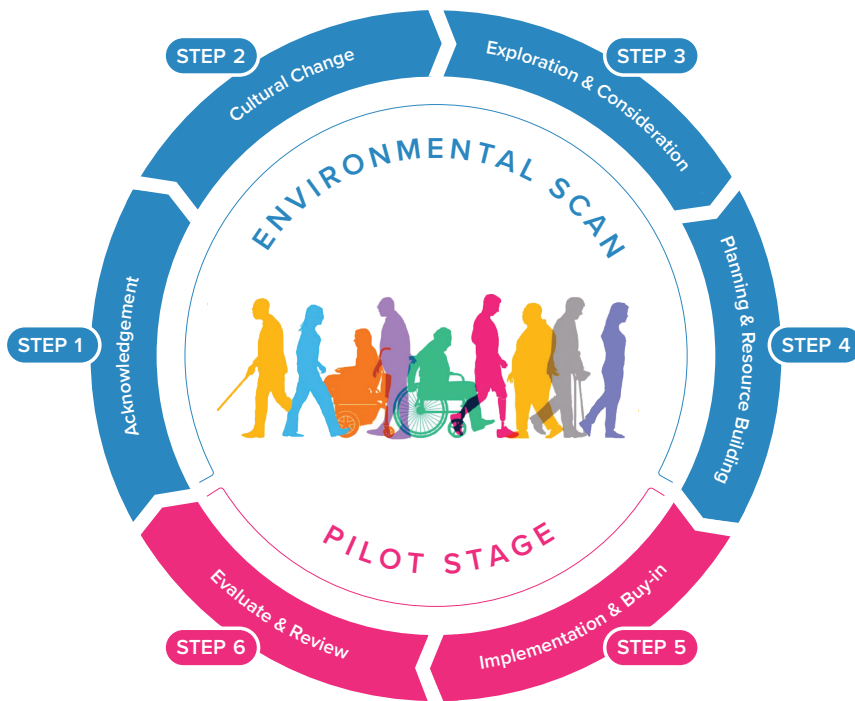 STEP 1
Acknowledgement
STEP 2
Cultural Change
STEP 3
Exploration & Consideration
STEP 4
Planning & Resource Building
STEP 5
Implementation & Buy-in
STEP 6
Evaluate & Review
ENVIRONMENTAL SCAN
PILOT STAGE